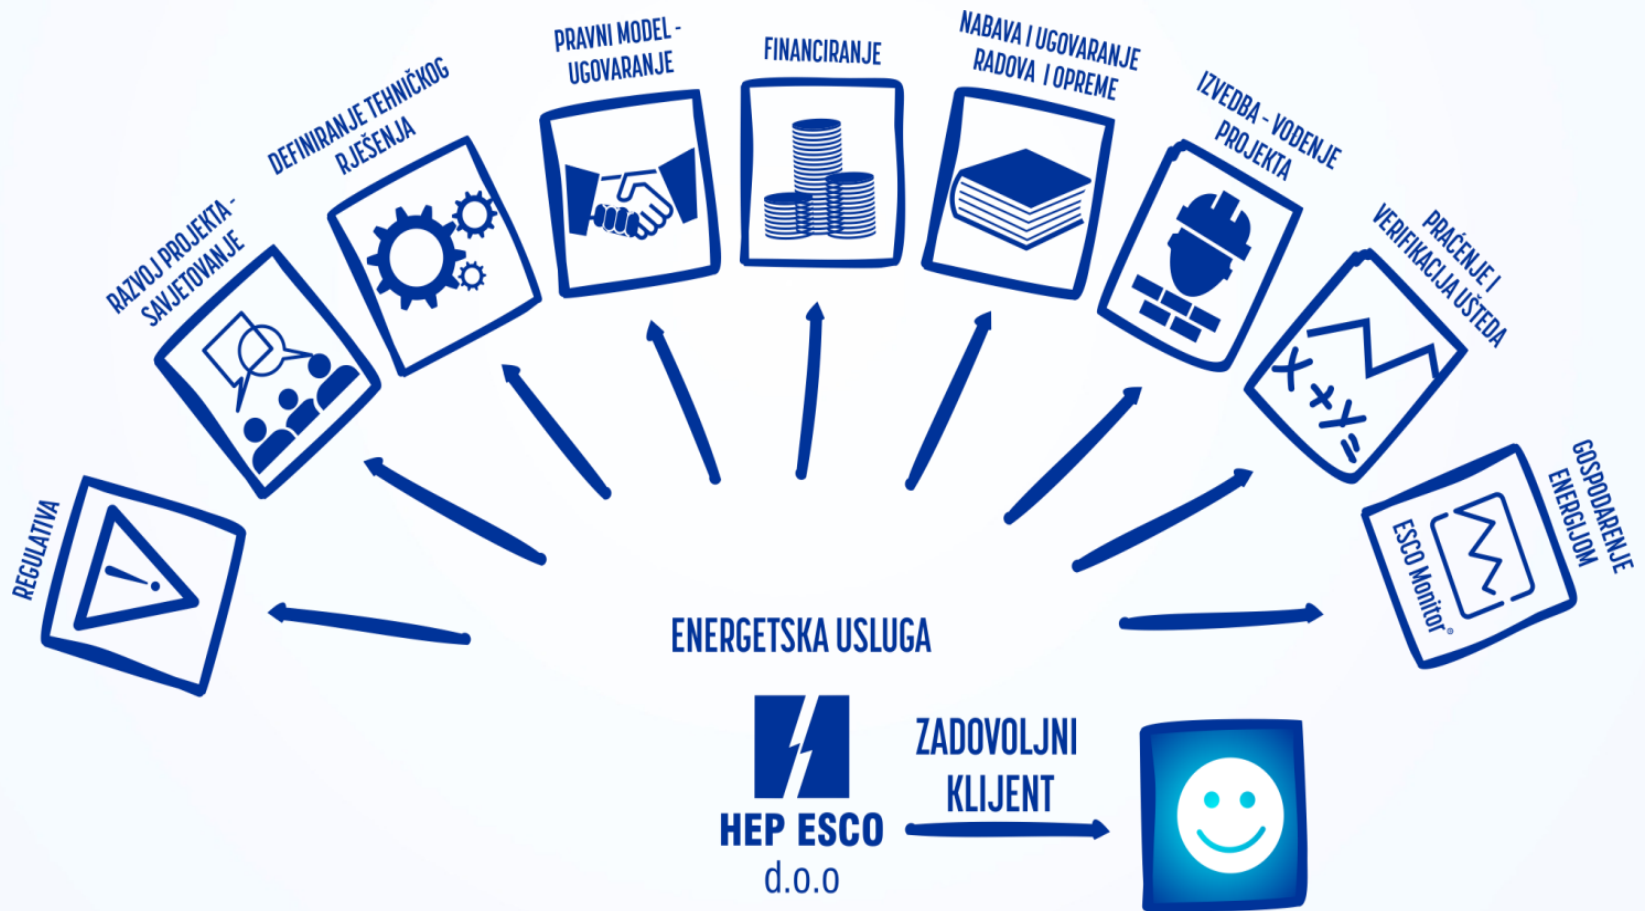 REGULATIVA
RAZVOJ PROJEKTA -
SAVJETOVANJE
DEFINIRANJE TEHNIČKOG
RJEŠENJA
PRAVNI MODEL -
UGOVARANJE
FINANCIRANJE
NABAVA I UGOVARANJE
RADOVA I OPREME
IZVEDBA - VOĐENJE
PROJEKTA
PRAĆENJE I
VERIFIKACIJA UŠTEDA
X + Y =
GOSPODARENJE
ENERGIJOM
ESCO Monitor®
ENERGETSKA USLUGA
HEP ESCO
d.o.o
ZADOVOLJNI
KLIJENT